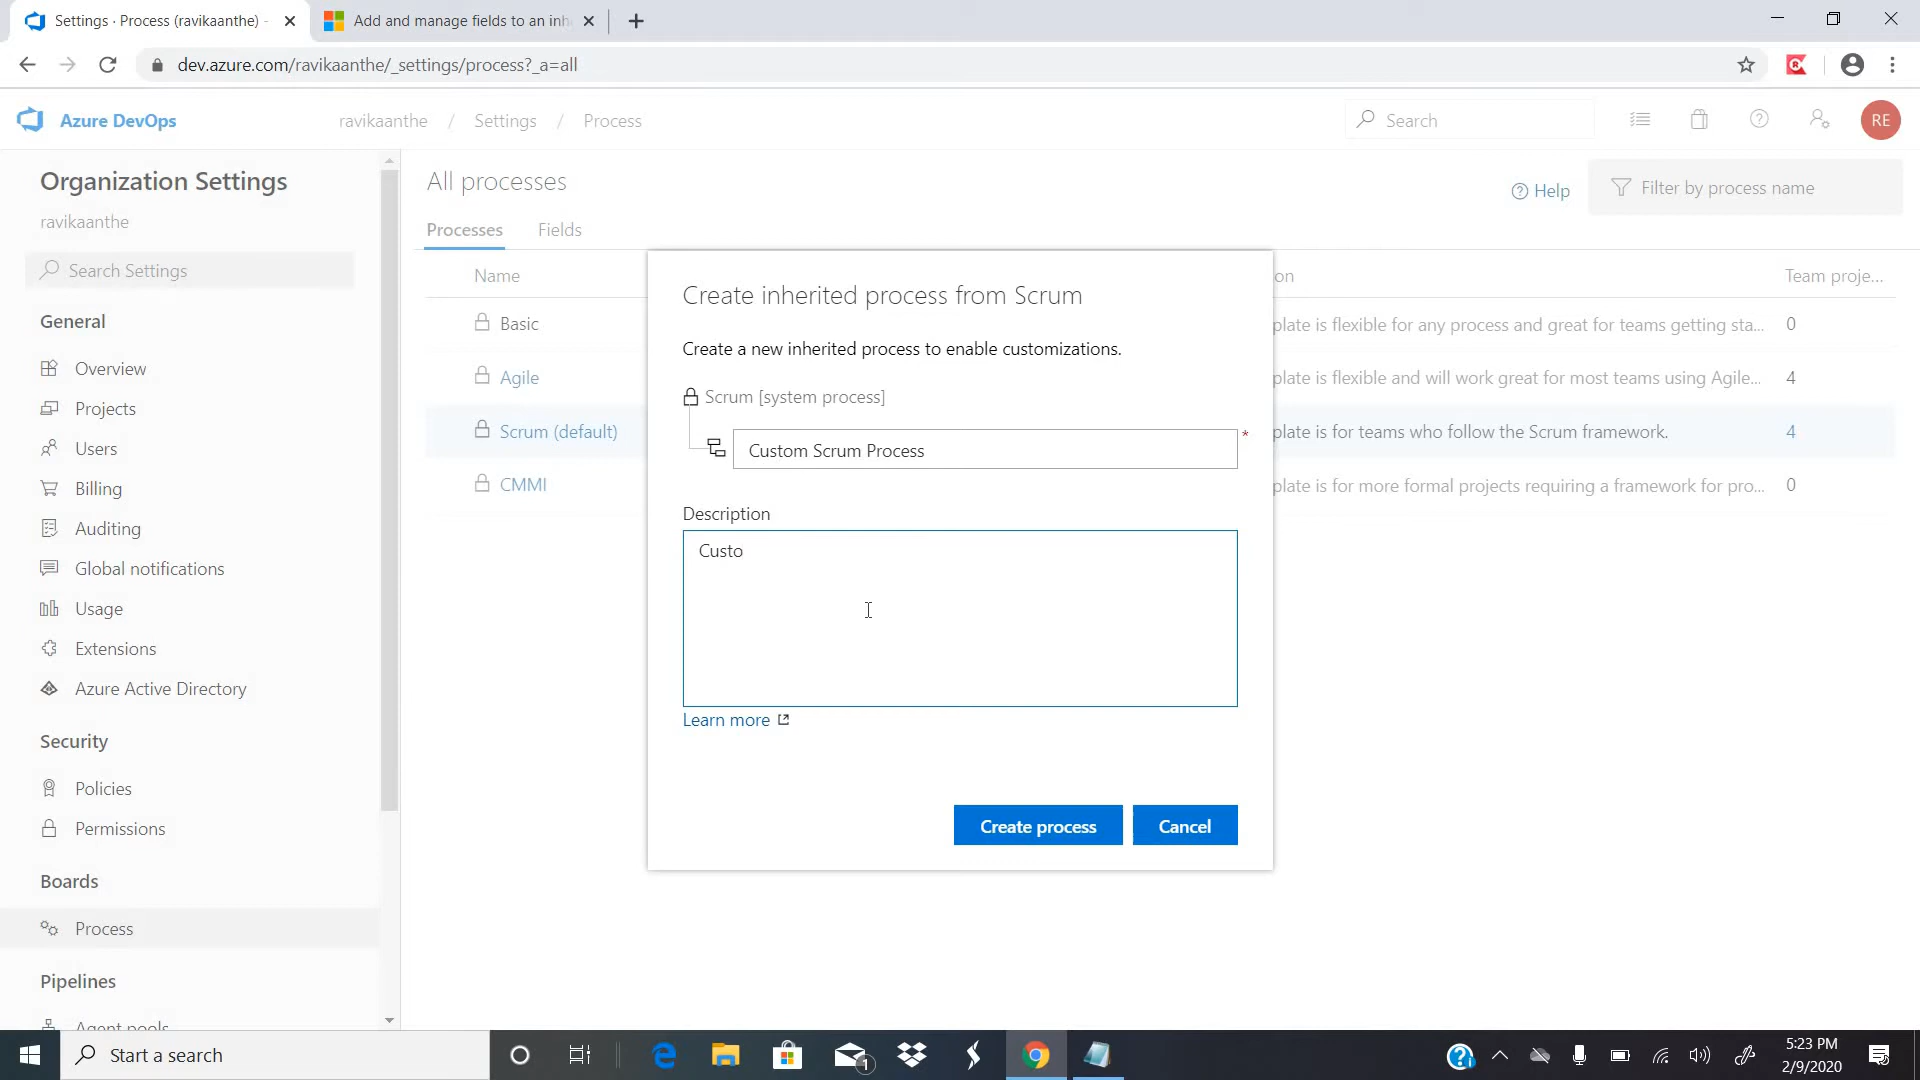 Settings · Process (ravikaanthe) -
Add and manage fields to an inh
dev.azure.com/ravikaanthe/_settings/process?_a=all
Azure DevOps
ravikaanthe / Settings / Process
Search
RE
Organization Settings
ravikaanthe
Search Settings
General
Overview
Projects
Users
Billing
Auditing
Global notifications
Usage
Extensions
Azure Active Directory
Security
Policies
Permissions
Boards
Process
Pipelines
Agent pools
All processes
Help
Filter by process name
Processes
Fields
Name
on
Team proje...
Basic
plate is flexible for any process and great for teams getting sta...
0
Agile
plate is flexible and will work great for most teams using Agile...
4
Scrum (default)
plate is for teams who follow the Scrum framework.
4
CMMI
plate is for more formal projects requiring a framework for pro...
0
Create inherited process from Scrum
Create a new inherited process to enable customizations.
Scrum [system process]
Custom Scrum Process
*
Description
Custo
Learn more
Create process
Cancel
Start a search
1
5:23 PM
2/9/2020